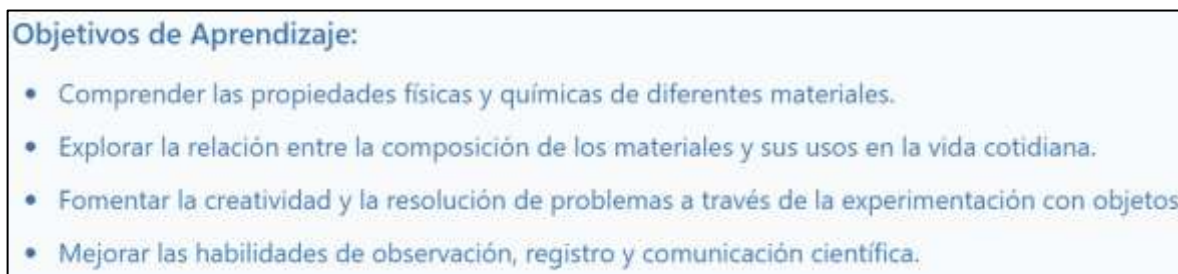 Objetivos de Aprendizaje:
• Comprender las propiedades físicas y químicas de diferentes materiales.
• Explorar la relación entre la composición de los materiales y sus usos en la vida cotidiana.
• Fomentar la creatividad y la resolución de problemas a través de la experimentación con objetos
• Mejorar las habilidades de observación, registro y comunicación científica.